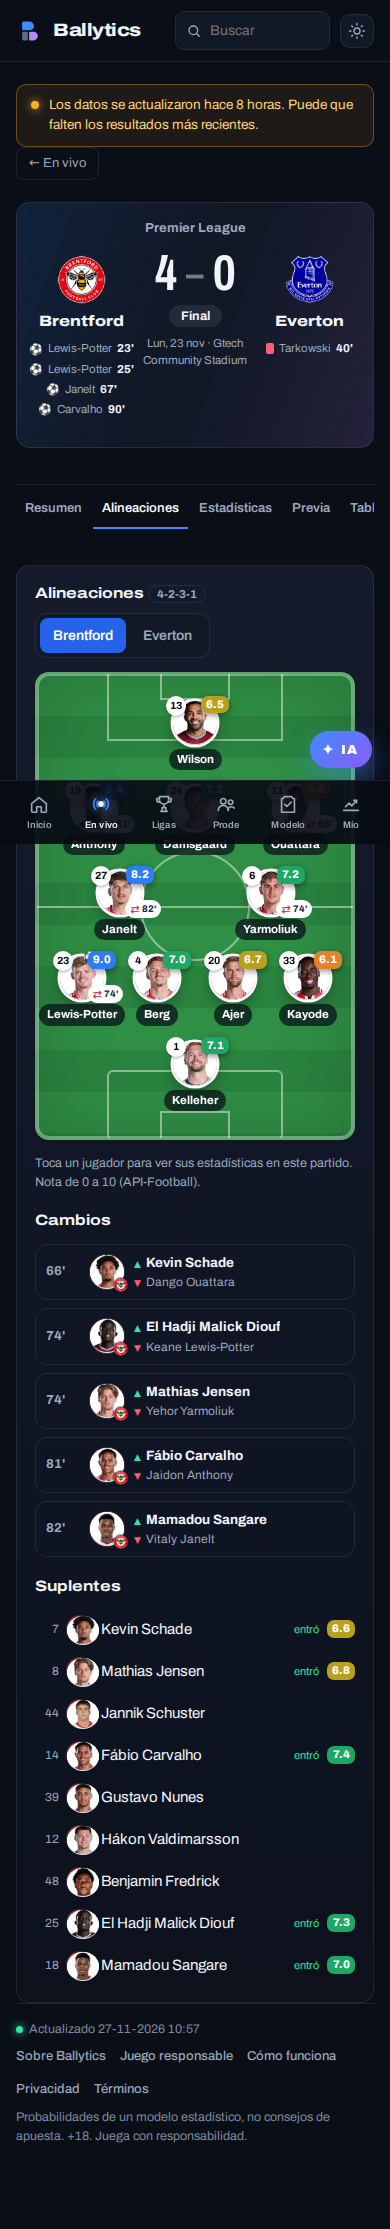 Ballytics
Buscar
Los datos se actualizaron hace 8 horas. Puede que
falten los resultados más recientes.
← En vivo
Premier League
4 – 0
Brentford
Everton
Final
Lewis-Potter 23'
Lewis-Potter 25'
Janelt 67'
Carvalho 90'
Lun, 23 nov · Gtech
Community Stadium
Tarkowski 40'
Resumen Alineaciones Estadísticas Previa Tabl
Alineaciones 4-2-3-1
Brentford Everton
13 6.5
Wilson
IA
Inicio En vivo Ligas Prode Modelo Mío
Anthony Damsgaard Ouattara
27 8.2 6 7.2
82' 74'
Janelt Yarmoliuk
23 9.0 4 7.0 20 6.7 33 6.1
74'
Lewis-Potter Berg Ajer Kayode
1 7.1
Kelleher
Toca un jugador para ver sus estadísticas en este partido.
Nota de 0 a 10 (API-Football).
Cambios
66' ▲ Kevin Schade
▼ Dango Ouattara
74' ▲ El Hadji Malick Diouf
▼ Keane Lewis-Potter
74' ▲ Mathias Jensen
▼ Yehor Yarmoliuk
81' ▲ Fábio Carvalho
▼ Jaidon Anthony
82' ▲ Mamadou Sangare
▼ Vitaly Janelt
Suplentes
7 Kevin Schade entró 6.6
8 Mathias Jensen entró 6.8
44 Jannik Schuster
14 Fábio Carvalho entró 7.4
39 Gustavo Nunes
12 Hákon Valdimarsson
48 Benjamin Fredrick
25 El Hadji Malick Diouf entró 7.3
18 Mamadou Sangare entró 7.0
Actualizado 27-11-2026 10:57
Sobre Ballytics Juego responsable Cómo funciona
Privacidad Términos
Probabilidades de un modelo estadístico, no consejos de
apuesta. +18. Juega con responsabilidad.